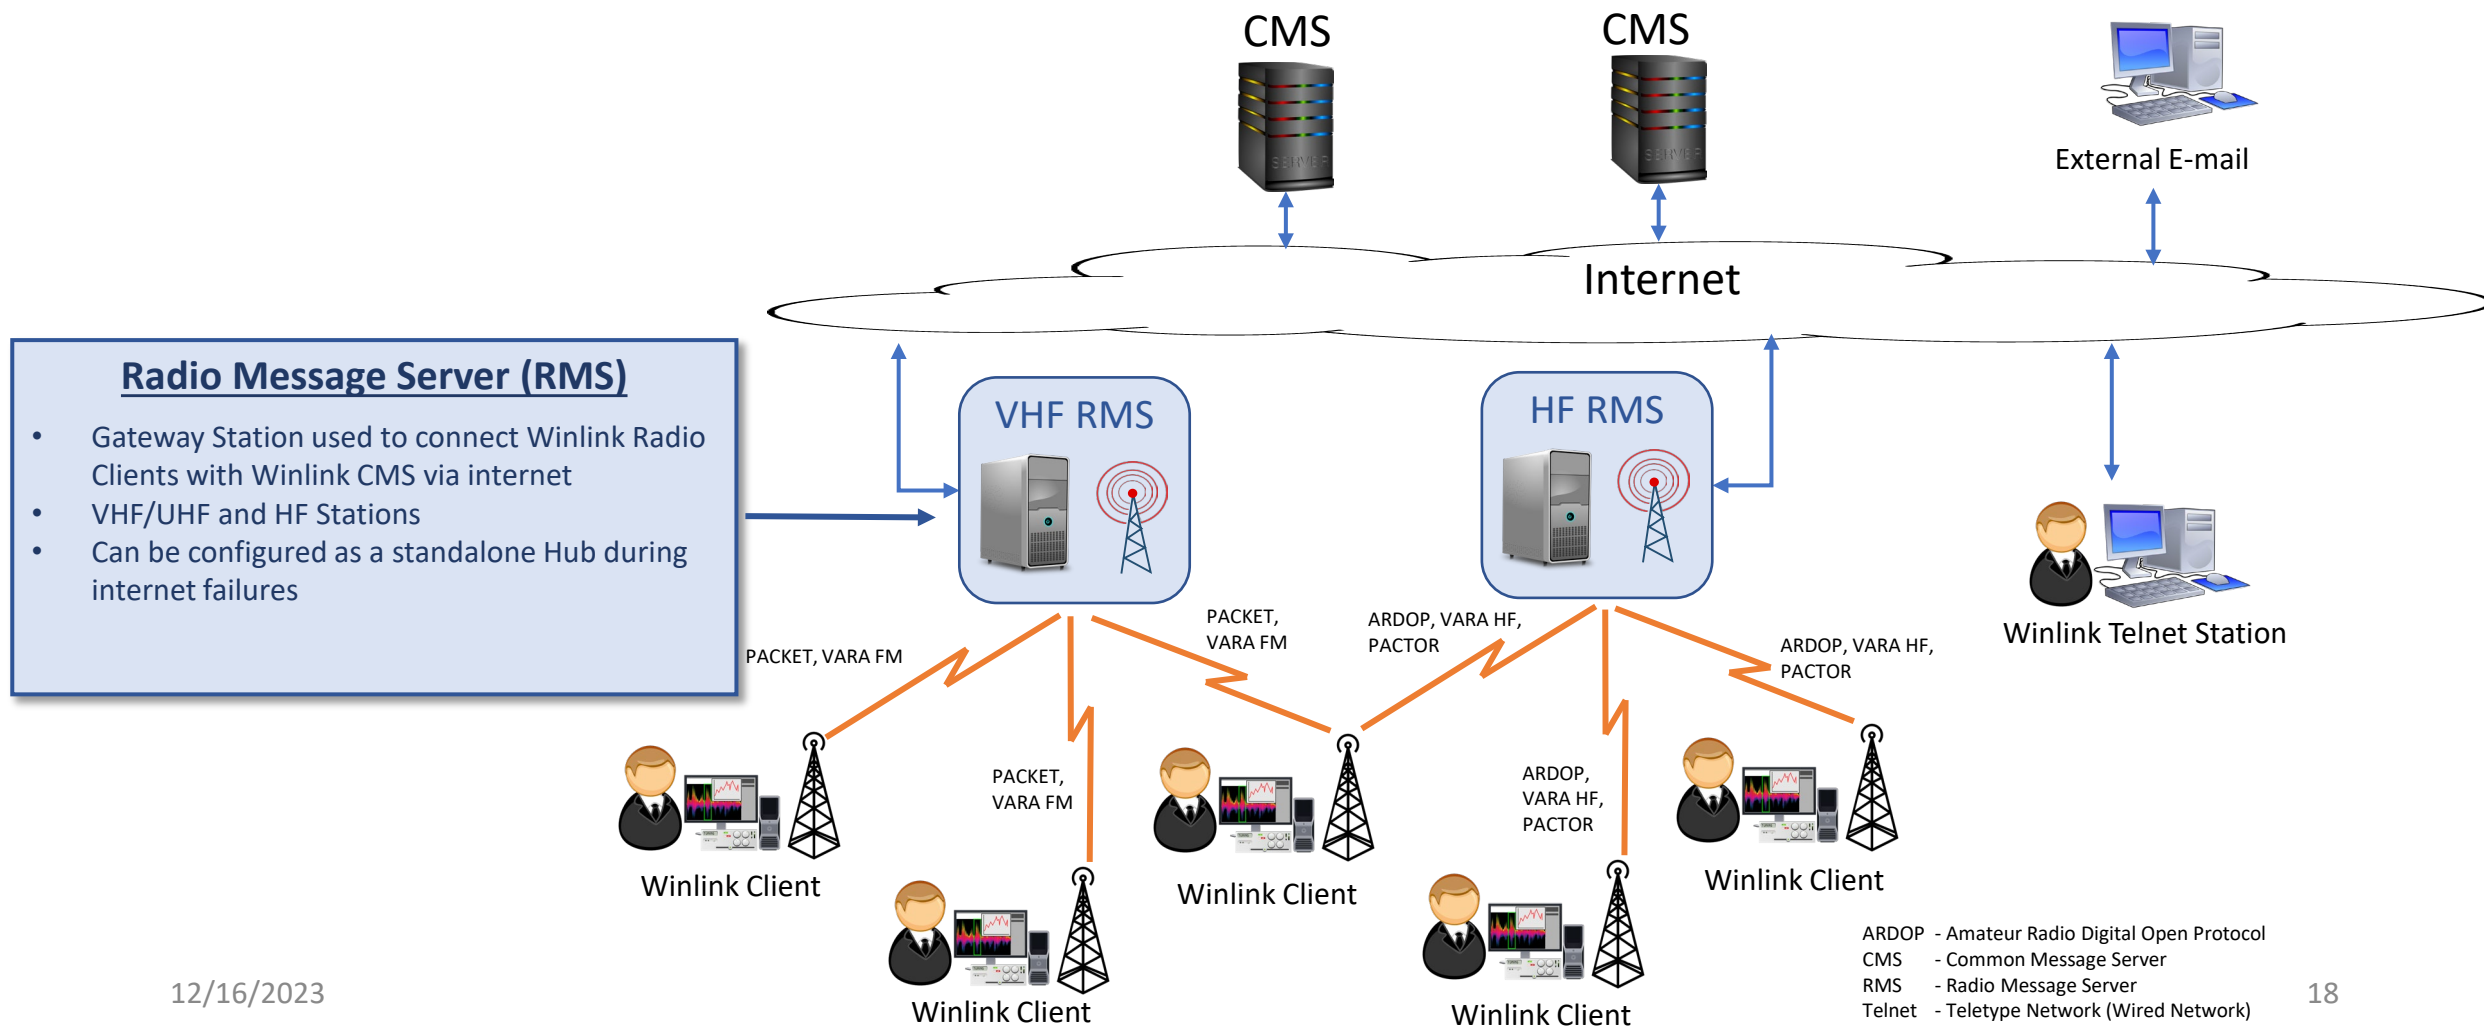 CMS
CMS
External E-mail
Internet
Radio Message Server (RMS)
• Gateway Station used to connect Winlink Radio
Clients with Winlink CMS via internet
• VHF/UHF and HF Stations
• Can be configured as a standalone Hub during
internet failures
VHF RMS
HF RMS
Winlink Telnet Station
PACKET, VARA FM
PACKET,
VARA FM
ARDOP, VARA HF,
PACTOR
ARDOP, VARA HF,
PACTOR
PACKET,
VARA FM
ARDOP,
VARA HF,
PACTOR
Winlink Client
Winlink Client
Winlink Client
Winlink Client
Winlink Client
ARDOP - Amateur Radio Digital Open Protocol
CMS - Common Message Server
RMS - Radio Message Server
Telnet - Teletype Network (Wired Network)
12/16/2023
18
SERVER
SERVER